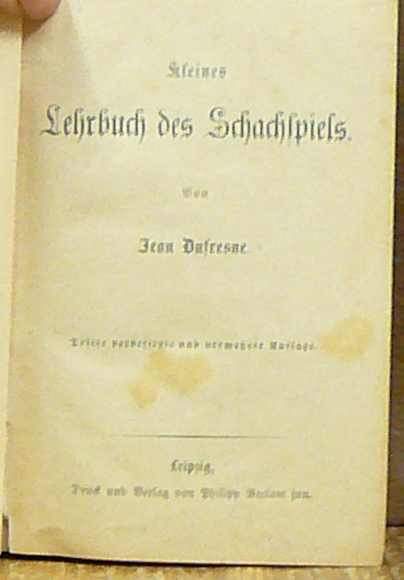 Kleines
Lehrbuch des Schachspiels.
Von
Jean Dufresne
Dritte verbesserte und vermehrte Auflage.
Leipzig,
Druck und Verlag von Philipp Reclam jun.